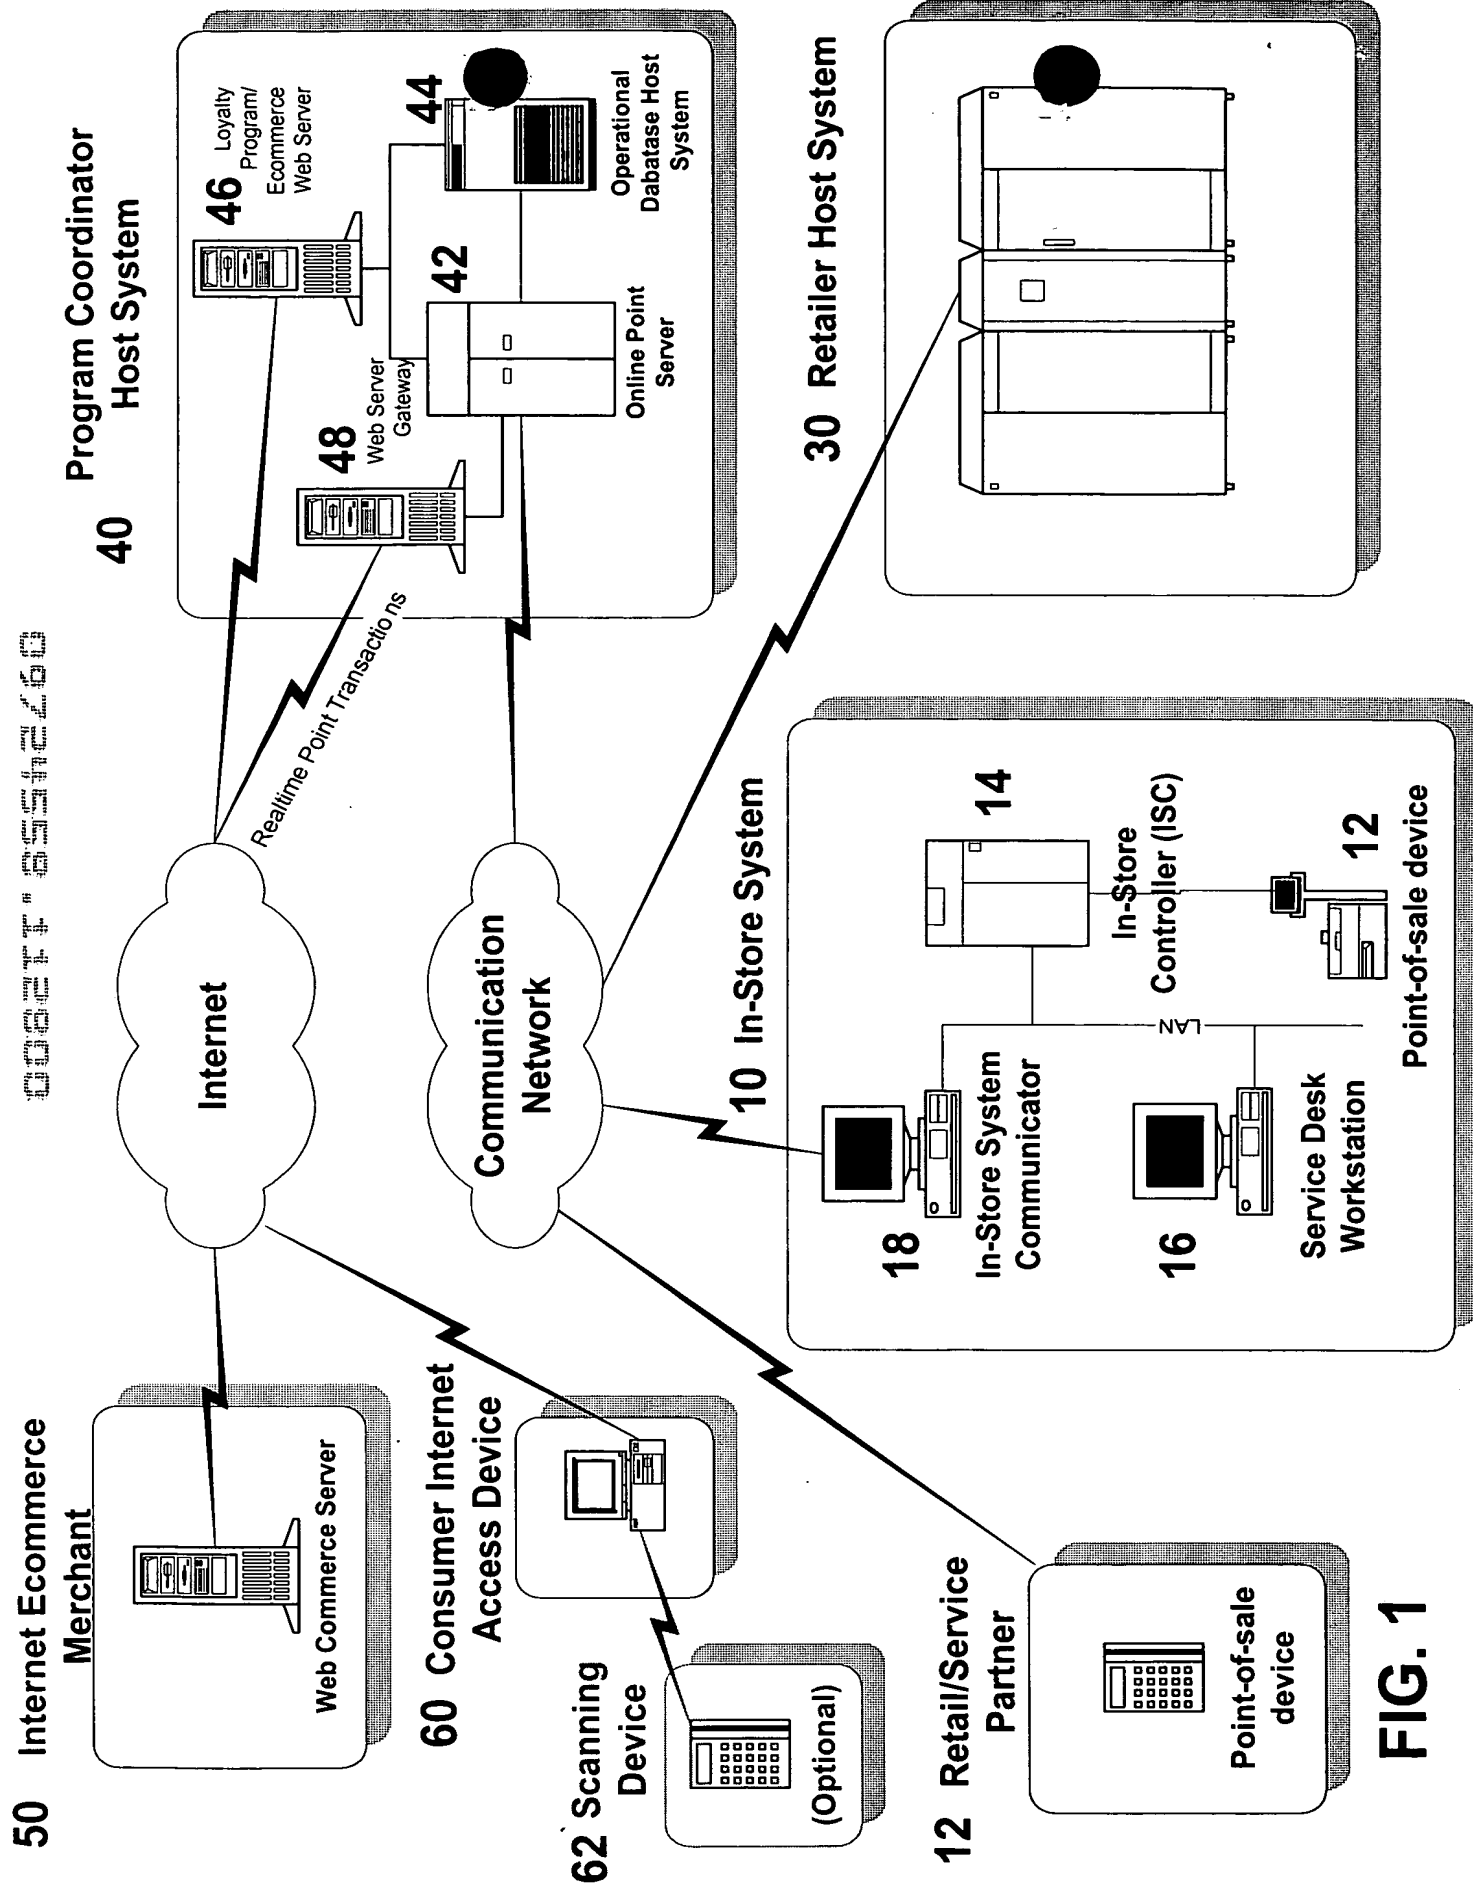 09724559.112800
50 Internet Ecommerce
Merchant
Web Commerce Server
Internet
Program Coordinator
40 Host System
46 Loyalty
Program/
Ecommerce
Web Server
48
Web Server
Gateway
42
Online Point
Server
44
Operational
Dabatase Host
System
Realtime Point Transactions
60 Consumer Internet
Access Device
62 Scanning
Device
(Optional)
Communication
Network
10 In-Store System
18
In-Store System
Communicator
14
In-Store
Controller (ISC)
LAN
16
Service Desk
Workstation
12
Point-of-sale device
30 Retailer Host System
12 Retail/Service
Partner
Point-of-sale
device
FIG. 1